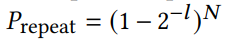 P_repeat = (1 − 2^{−l})^N